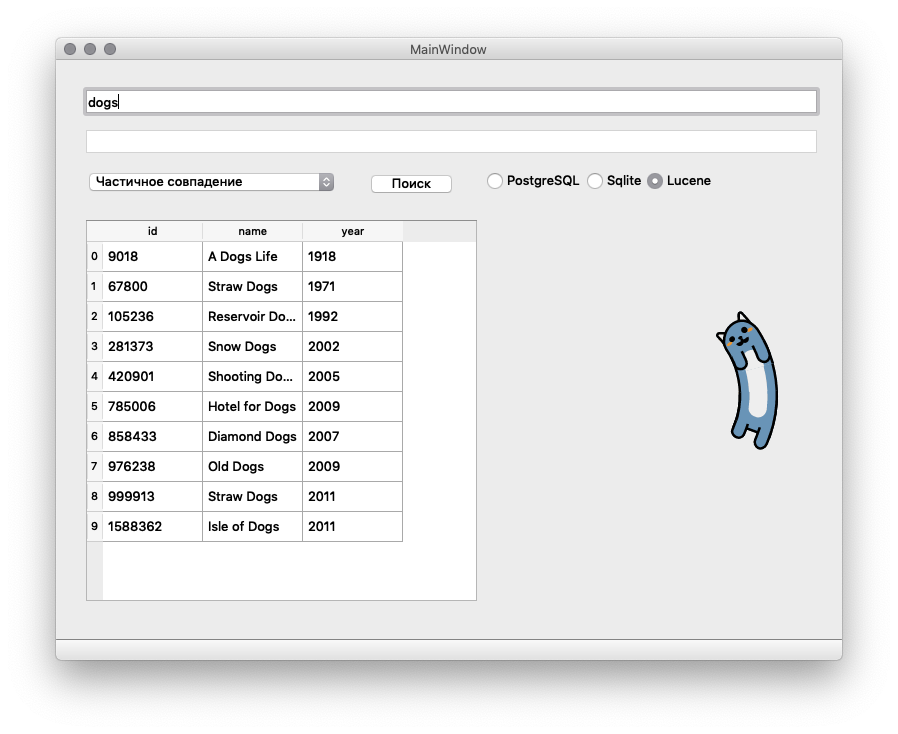 MainWindow
dogs
Частичное совпадение Поиск PostgreSQL Sqlite Lucene
id name year
0 9018 A Dogs Life 1918
1 67800 Straw Dogs 1971
2 105236 Reservoir Do... 1992
3 281373 Snow Dogs 2002
4 420901 Shooting Do... 2005
5 785006 Hotel for Dogs 2009
6 858433 Diamond Dogs 2007
7 976238 Old Dogs 2009
8 999913 Straw Dogs 2011
9 1588362 Isle of Dogs 2011